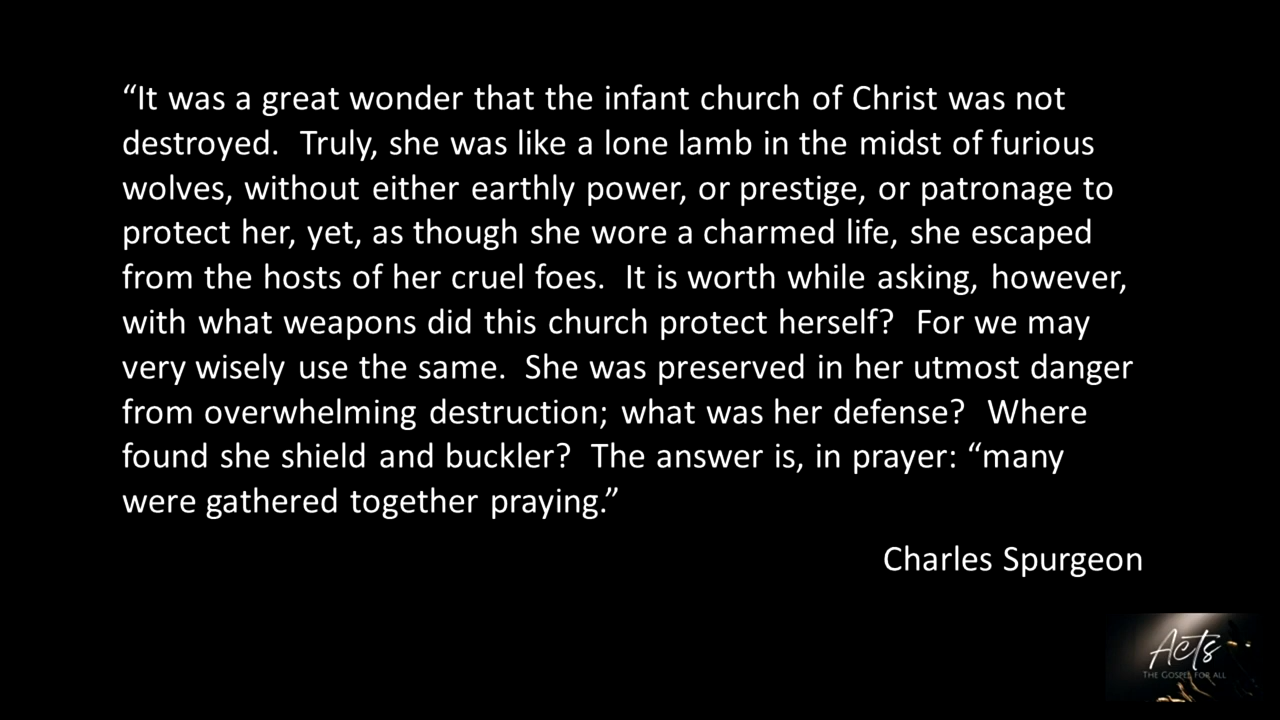 “It was a great wonder that the infant church of Christ was not
destroyed.  Truly, she was like a lone lamb in the midst of furious
wolves, without either earthly power, or prestige, or patronage to
protect her, yet, as though she wore a charmed life, she escaped
from the hosts of her cruel foes.  It is worth while asking, however,
with what weapons did this church protect herself?  For we may
very wisely use the same.  She was preserved in her utmost danger
from overwhelming destruction; what was her defense?  Where
found she shield and buckler?  The answer is, in prayer: “many
were gathered together praying.”
Charles Spurgeon
Acts
THE GOSPEL FOR ALL